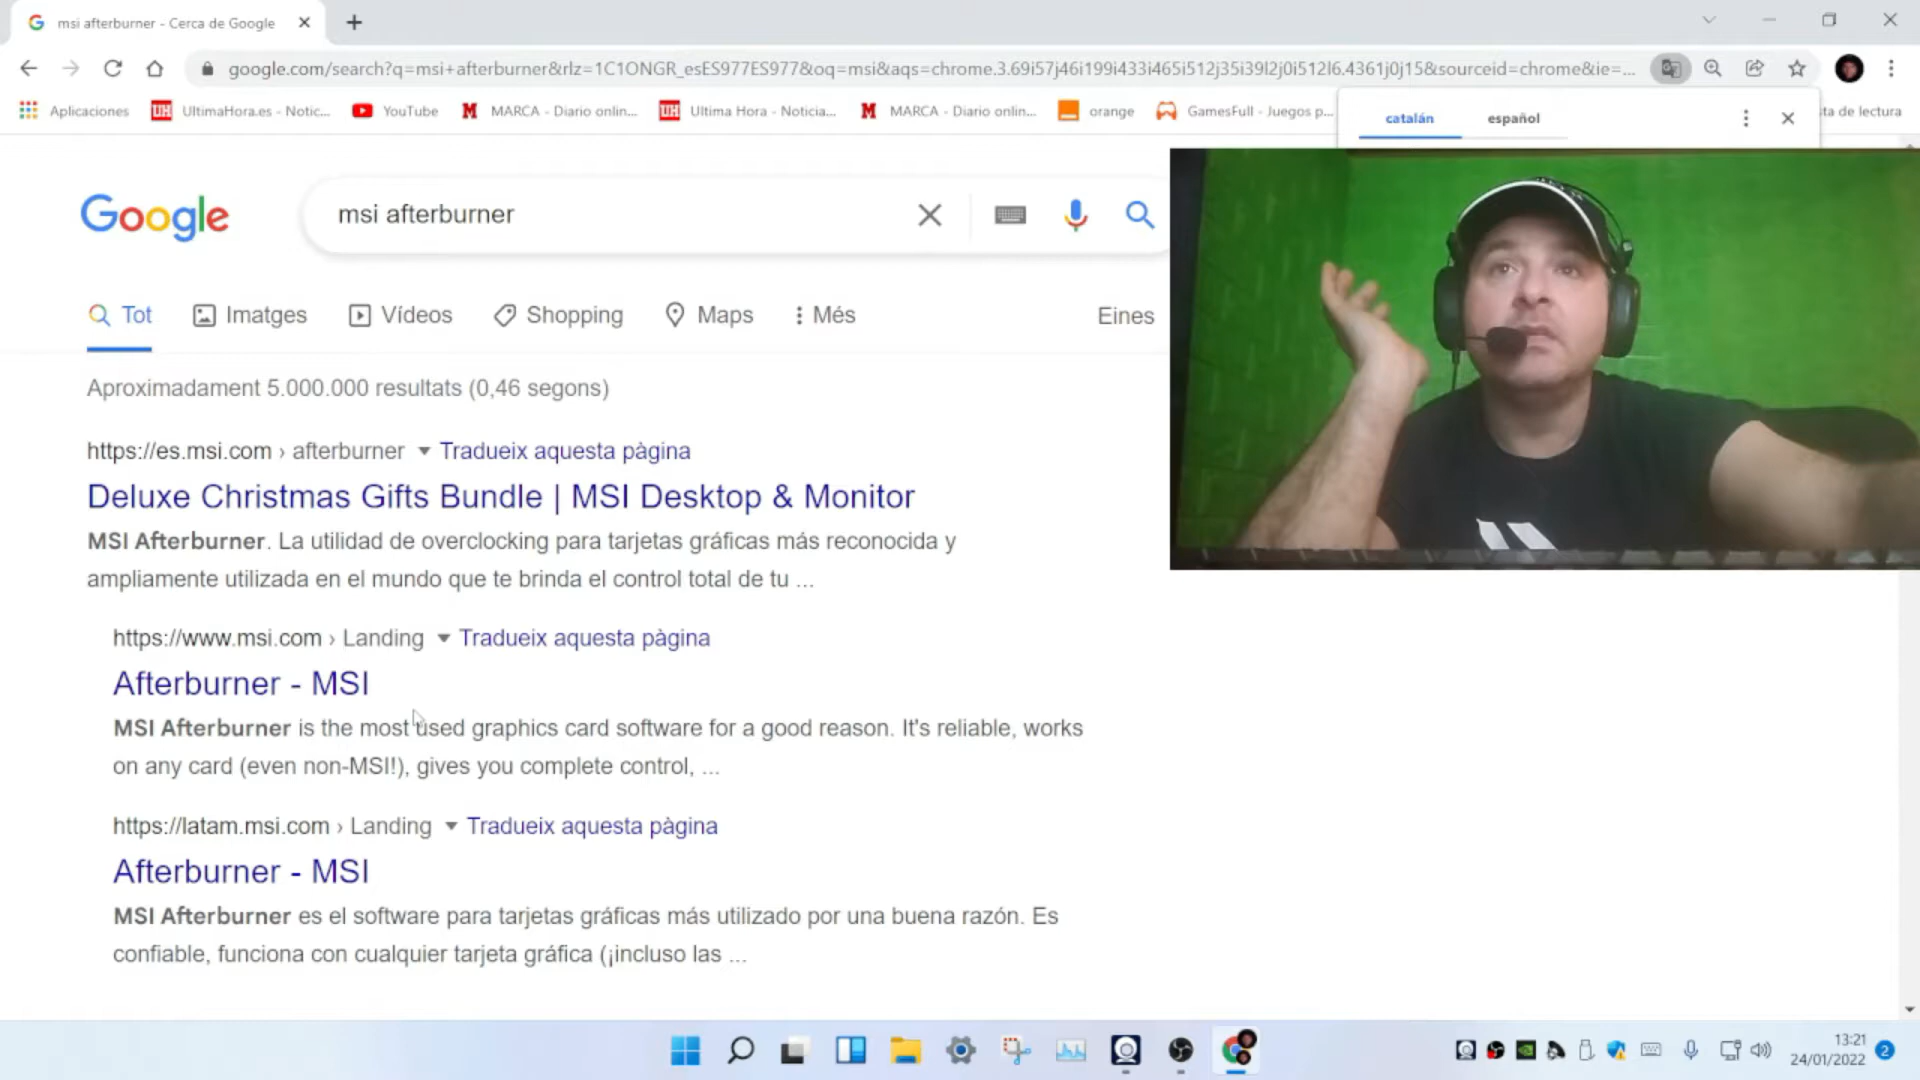 msi afterburner - Cerca de Google
google.com/search?q=msi+afterburner&rlz=1C1ONGR_esES977ES977&oq=msi&aqs=chrome.3.69i57j46i199i433i465i512j35i39l2j0i512l6.4361j0j15&sourceid=chrome&ie=...
Aplicaciones UH UltimaHora.es - Notic... YouTube M MARCA - Diario onlin... UH Ultima Hora - Noticia... M MARCA - Diario onlin... orange GamesFull - Juegos p... ta de lectura
catalán español
Google msi afterburner
Tot Imatges Vídeos Shopping Maps Més Eines
Aproximadament 5.000.000 resultats (0,46 segons)
https://es.msi.com › afterburner Tradueix aquesta pàgina
Deluxe Christmas Gifts Bundle | MSI Desktop & Monitor
MSI Afterburner. La utilidad de overclocking para tarjetas gráficas más reconocida y
ampliamente utilizada en el mundo que te brinda el control total de tu ...
https://www.msi.com › Landing Tradueix aquesta pàgina
Afterburner - MSI
MSI Afterburner is the most used graphics card software for a good reason. It's reliable, works
on any card (even non-MSI!), gives you complete control, ...
https://latam.msi.com › Landing Tradueix aquesta pàgina
Afterburner - MSI
MSI Afterburner es el software para tarjetas gráficas más utilizado por una buena razón. Es
confiable, funciona con cualquier tarjeta gráfica (¡incluso las ...
13:21
24/01/2022 2